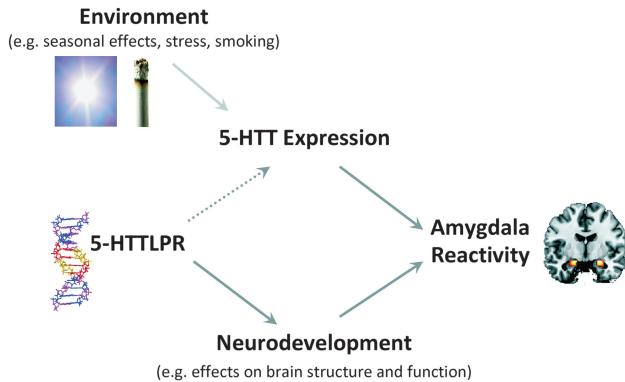 Environment
(e.g. seasonal effects, stress, smoking)
5-HTT Expression
5-HTTLPR
Amygdala
Reactivity
Neurodevelopment
(e.g. effects on brain structure and function)